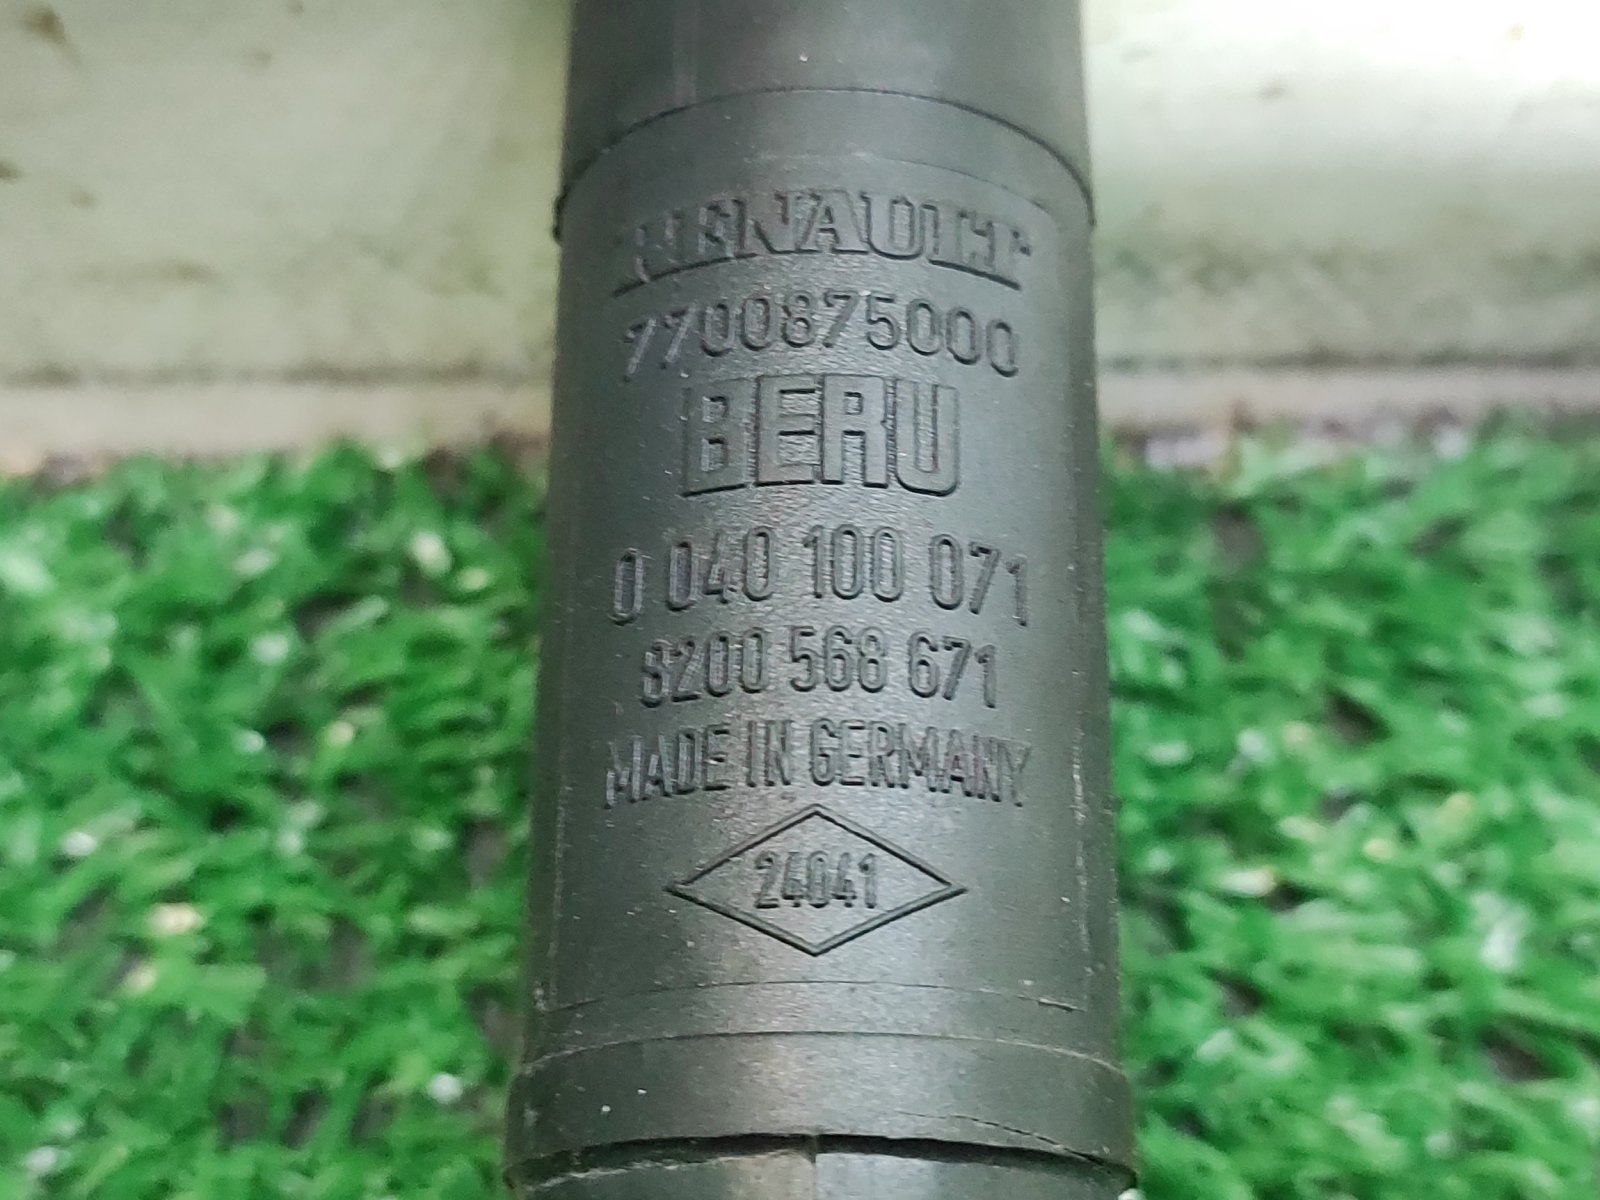 RENAULT
7700875000
BERU
0 040 100 071
8200 568 671
MADE IN GERMANY
24041